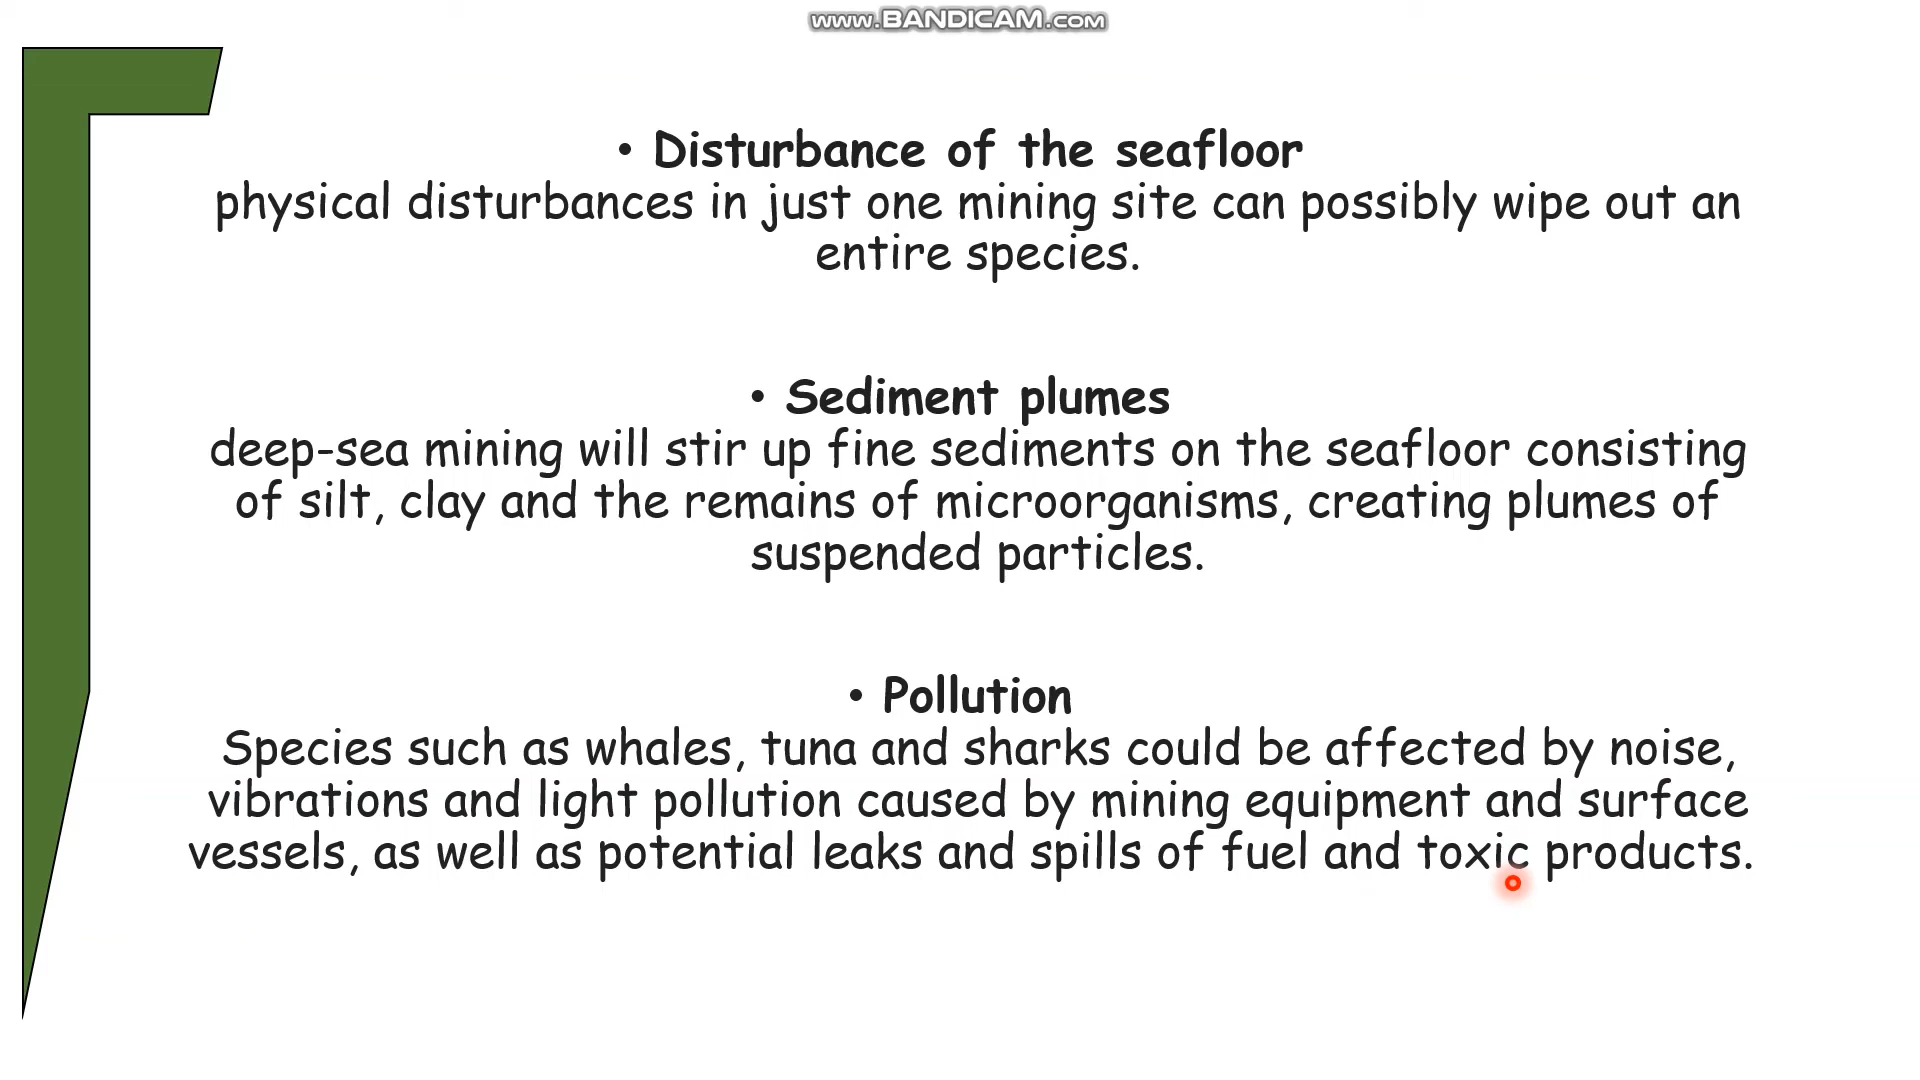 www.BANDICAM.com
• Disturbance of the seafloor
physical disturbances in just one mining site can possibly wipe out an
entire species.
• Sediment plumes
deep-sea mining will stir up fine sediments on the seafloor consisting
of silt, clay and the remains of microorganisms, creating plumes of
suspended particles.
• Pollution
Species such as whales, tuna and sharks could be affected by noise,
vibrations and light pollution caused by mining equipment and surface
vessels, as well as potential leaks and spills of fuel and toxic products.